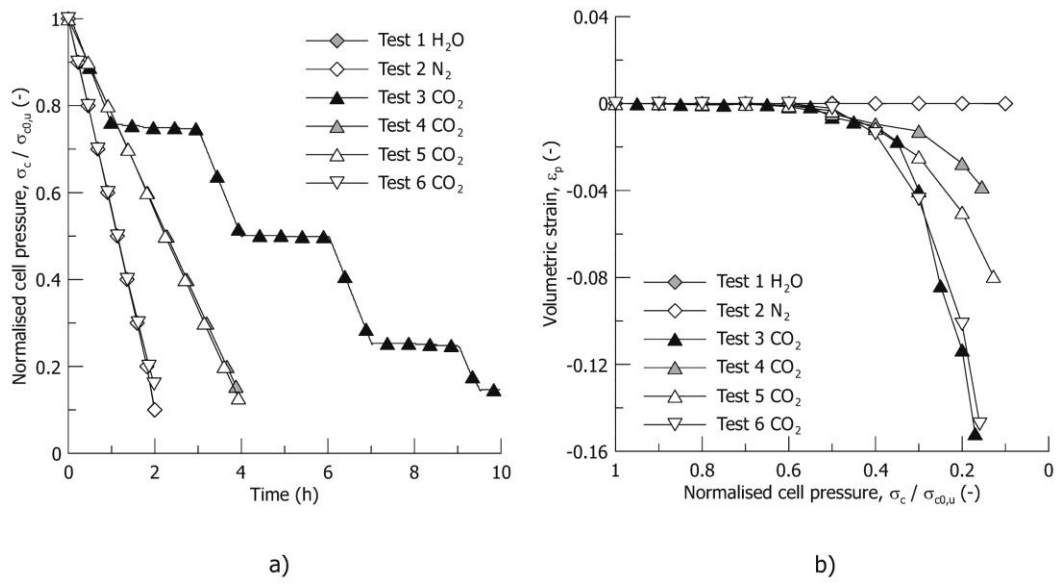 1
0.8
0.6
0.4
0.2
0
Normalised cell pressure, σc / σc0,u (-)
Test 1 H₂O
Test 2 N₂
Test 3 CO₂
Test 4 CO₂
Test 5 CO₂
Test 6 CO₂
0 2 4 6 8 10
Time (h)
a)
0.04
0
-0.04
-0.08
-0.12
-0.16
Volumetric strain, εp (-)
Test 1 H₂O
Test 2 N₂
Test 3 CO₂
Test 4 CO₂
Test 5 CO₂
Test 6 CO₂
1 0.8 0.6 0.4 0.2 0
Normalised cell pressure, σc / σc0,u (-)
b)